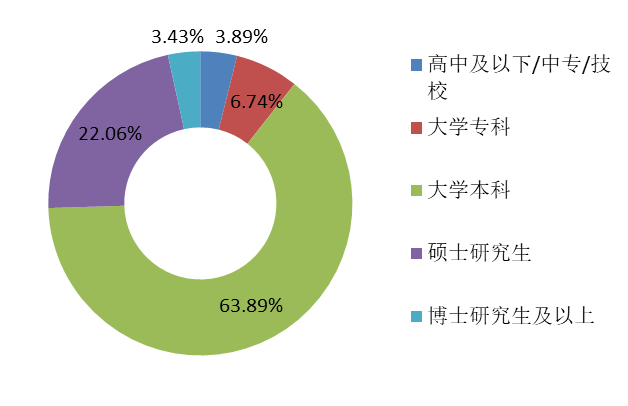 3.43%
3.89%
6.74%
22.06%
63.89%
高中及以下/中专/技
校
大学专科
大学本科
硕士研究生
博士研究生及以上